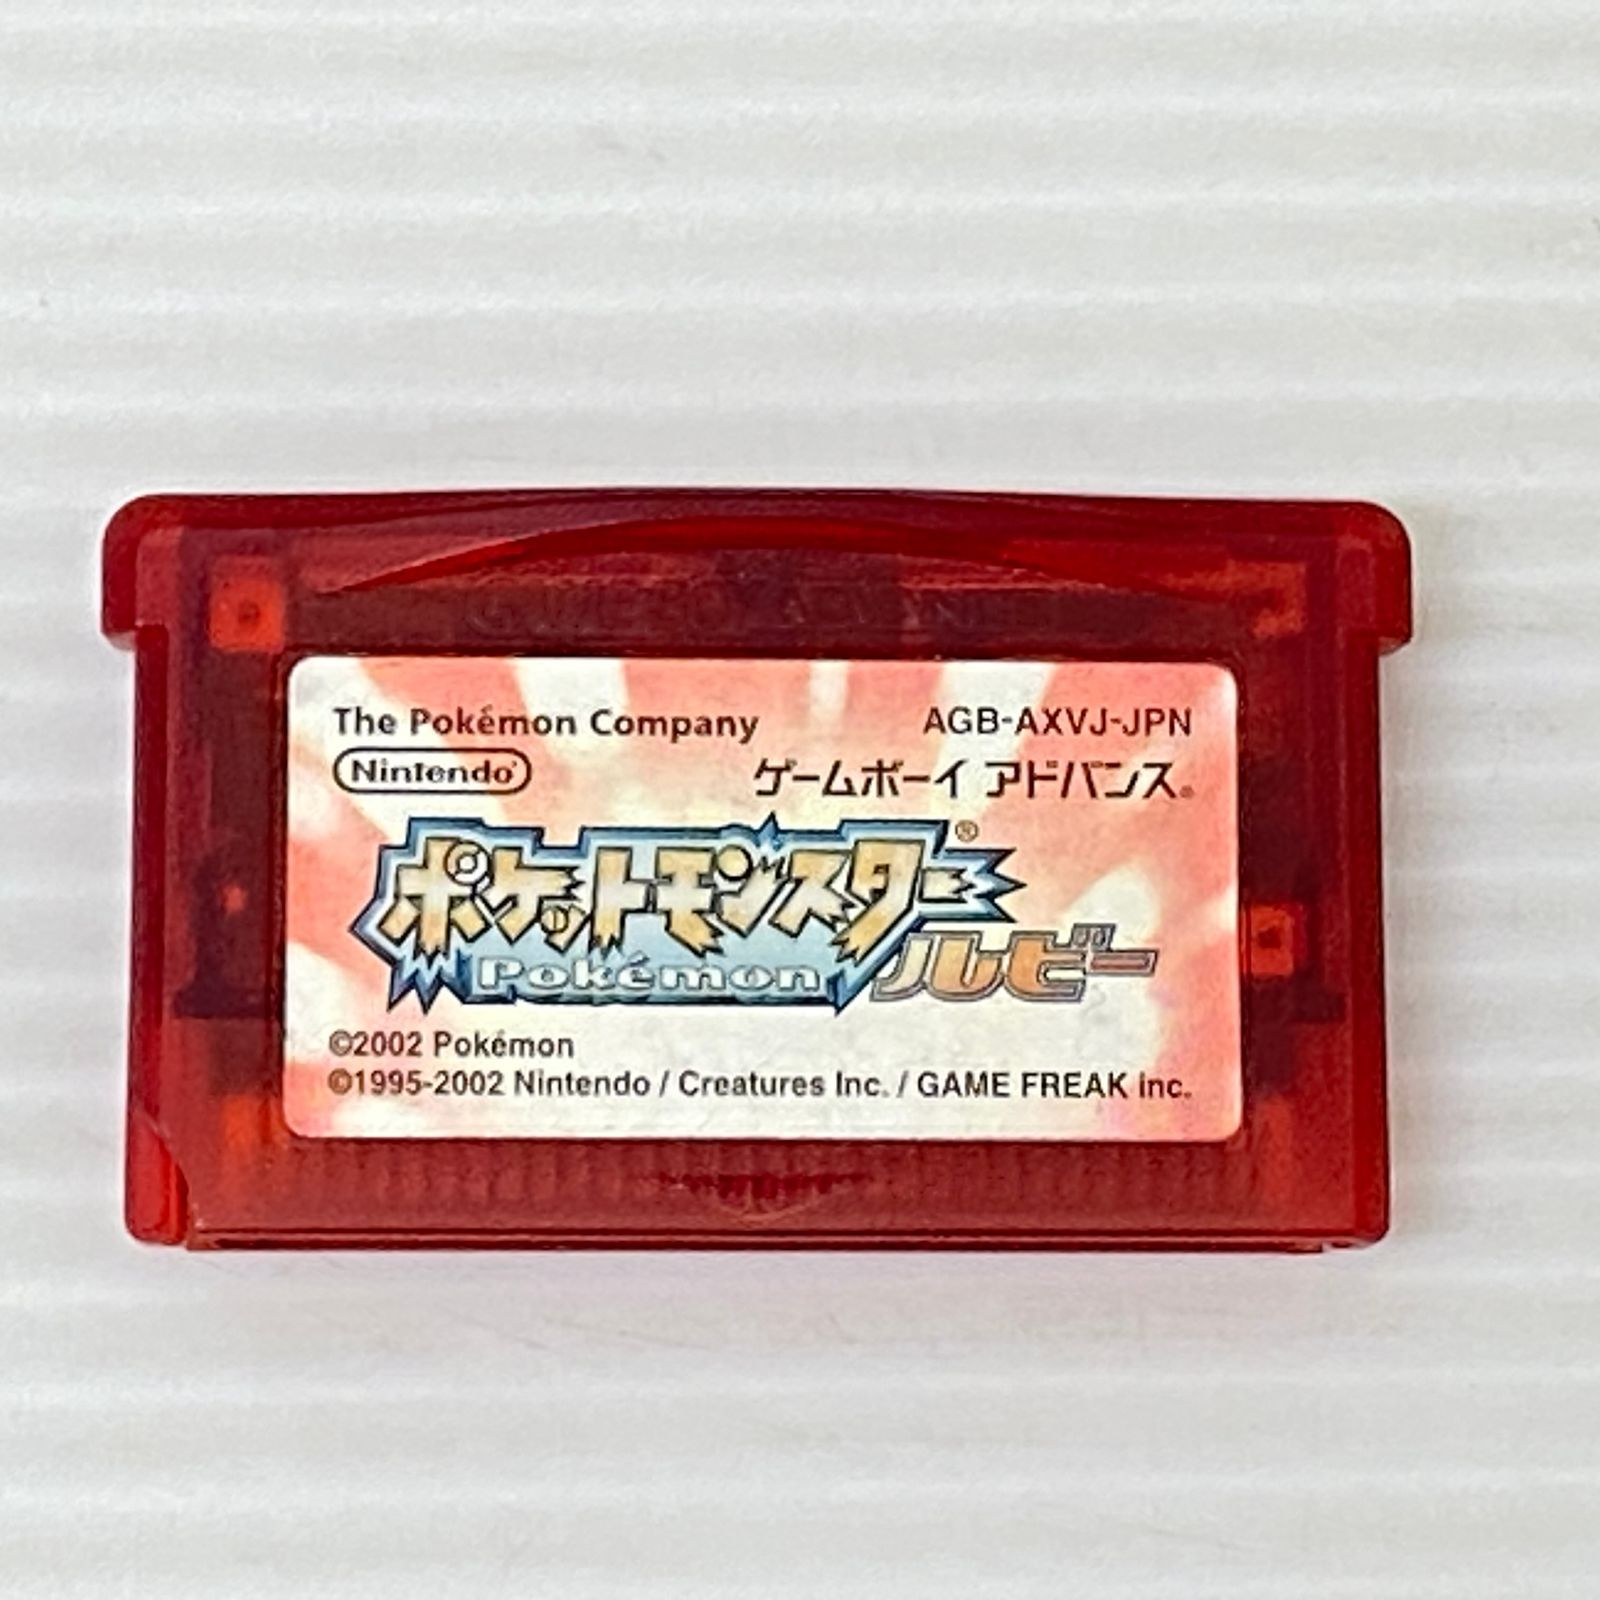 The Pokémon Company AGB-AXVJ-JPN
Nintendo ゲームボーイ アドバンス®
ポケットモンスター®
Pokémon ルビー
©2002 Pokémon
©1995-2002 Nintendo / Creatures Inc. / GAME FREAK inc.